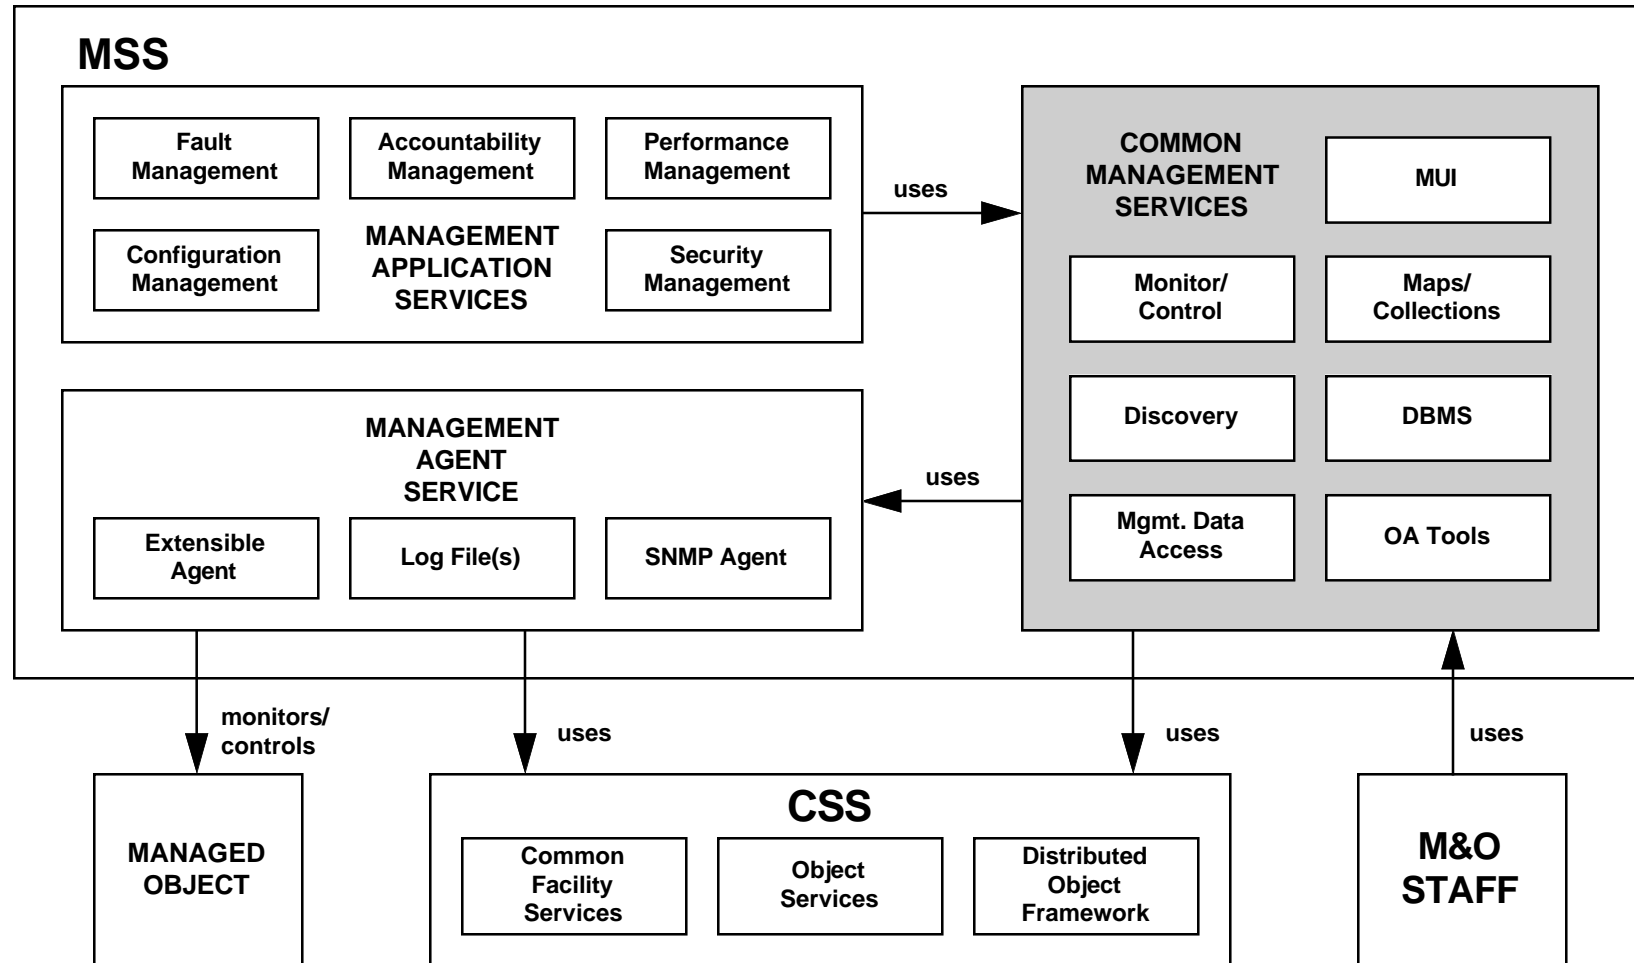 MSS
Fault
Management
Accountability
Management
Performance
Management
Configuration
Management
MANAGEMENT
APPLICATION
SERVICES
Security
Management
uses
COMMON
MANAGEMENT
SERVICES
MUI
Monitor/
Control
Maps/
Collections
Discovery
DBMS
Mgmt. Data
Access
OA Tools
MANAGEMENT
AGENT
SERVICE
Extensible
Agent
Log File(s)
SNMP Agent
uses
monitors/
controls
uses
uses
uses
MANAGED
OBJECT
CSS
Common
Facility
Services
Object
Services
Distributed
Object
Framework
M&O
STAFF